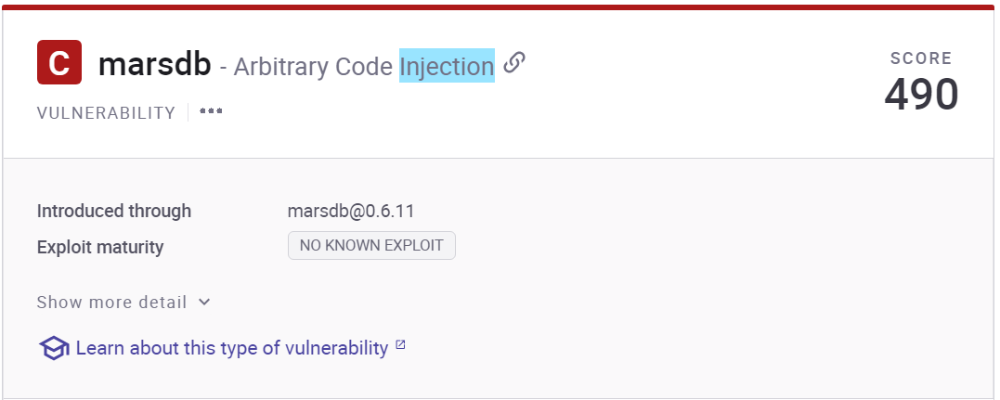 C marsdb - Arbitrary Code Injection
SCORE
490
VULNERABILITY
Introduced through marsdb@0.6.11
Exploit maturity NO KNOWN EXPLOIT
Show more detail
Learn about this type of vulnerability